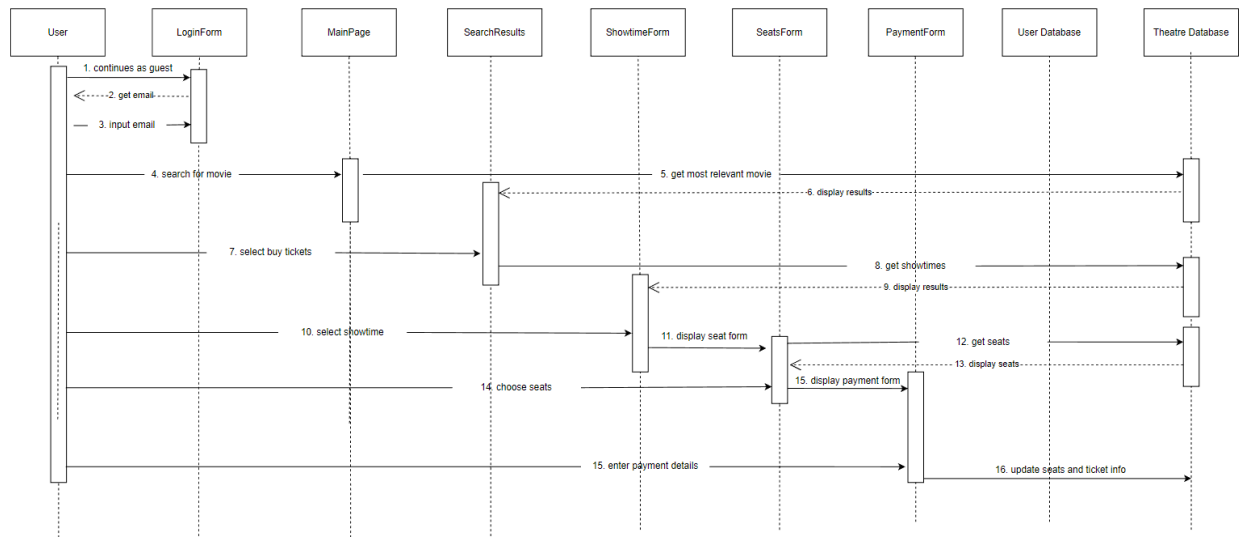 User
LoginForm
MainPage
SearchResults
ShowtimeForm
SeatsForm
PaymentForm
User Database
Theatre Database
1. continues as guest
2. get email
3. input email
4. search for movie
5. get most relevant movie
6. display results
7. select buy tickets
8. get showtimes
9. display results
10. select showtime
11. display seat form
12. get seats
13. display seats
14. choose seats
15. display payment form
15. enter payment details
16. update seats and ticket info